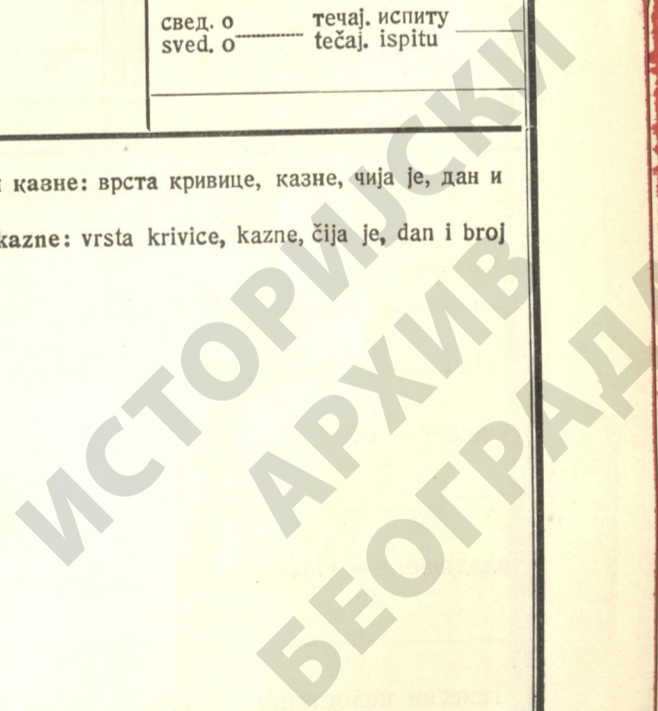 свед. о ........ течај. испиту
sved. o ........ tečaj. ispitu
казне: врста кривице, казне, чија је, дан и
kazne: vrsta krivice, kazne, čija je, dan i broj
ИСТОРИЈСКИ
АРХИВ
БЕОГРАДА